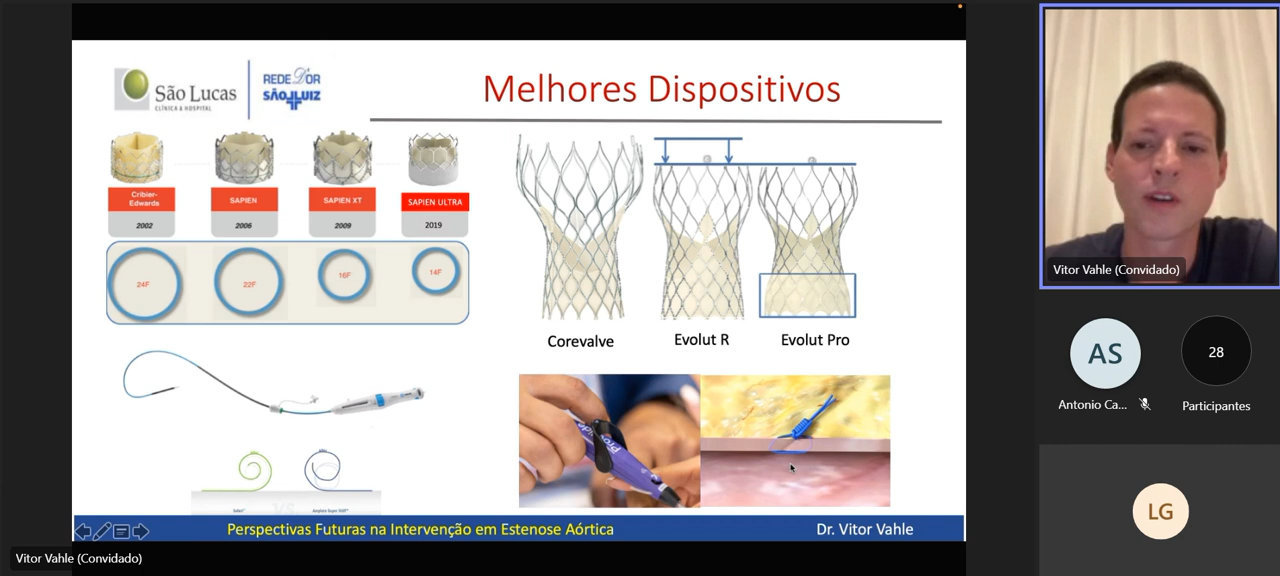 São Lucas
CLÍNICA & HOSPITAL
REDE D'OR
SÃO LUIZ
Melhores Dispositivos
Cribier-
Edwards
2002
SAPIEN
2006
SAPIEN XT
2009
SAPIEN ULTRA
2019
24F
22F
16F
14F
Corevalve
Evolut R
Evolut Pro
VS.
Perspectivas Futuras na Intervenção em Estenose Aórtica
Dr. Vitor Vahle
Vitor Vahle (Convidado)
Vitor Vahle (Convidado)
AS
Antonio Ca...
28
Participantes
LG